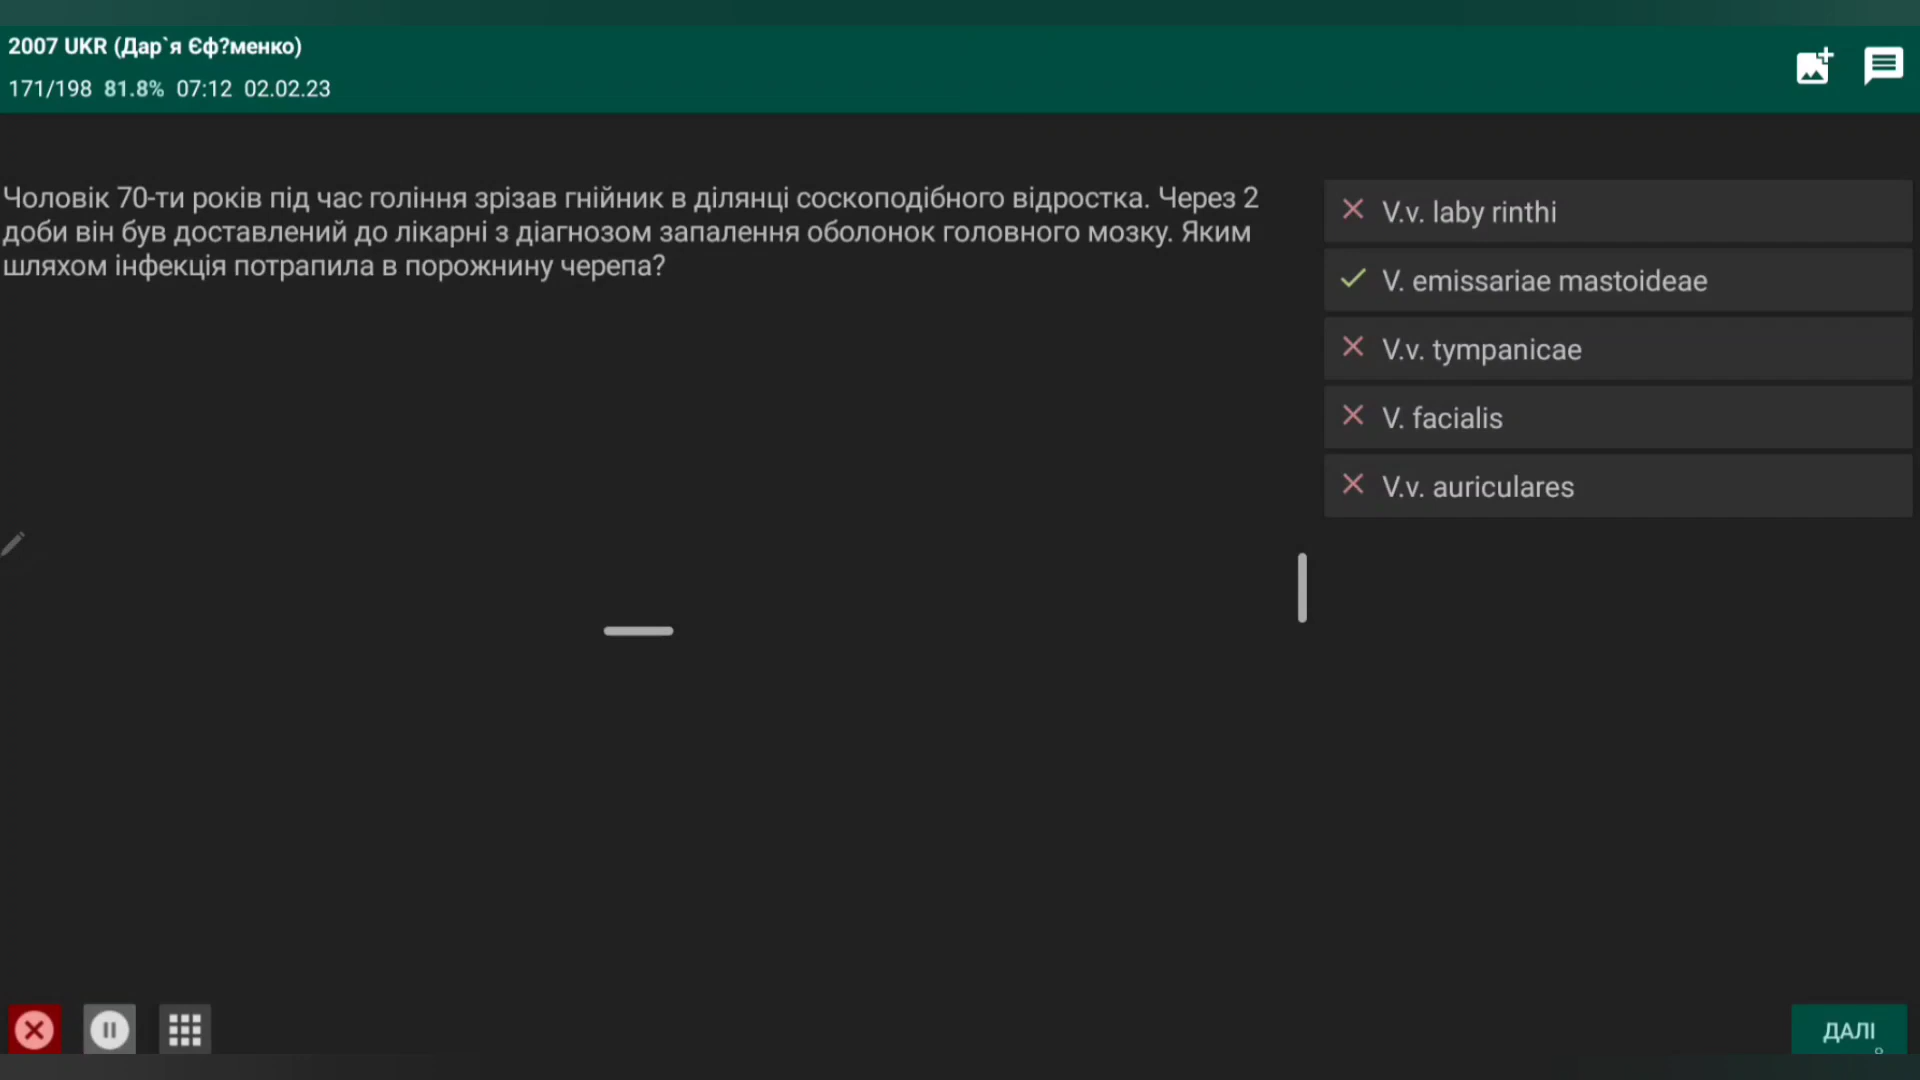 2007 UKR (Дар`я Єф?менко)
171/198 81.8% 07:12 02.02.23
Чоловік 70-ти років під час гоління зрізав гнійник в ділянці соскоподібного відростка. Через 2
доби він був доставлений до лікарні з діагнозом запалення оболонок головного мозку. Яким
шляхом інфекція потрапила в порожнину черепа?
V.v. laby rinthi
V. emissariae mastoideae
V.v. tympanicae
V. facialis
V.v. auriculares
ДАЛІ